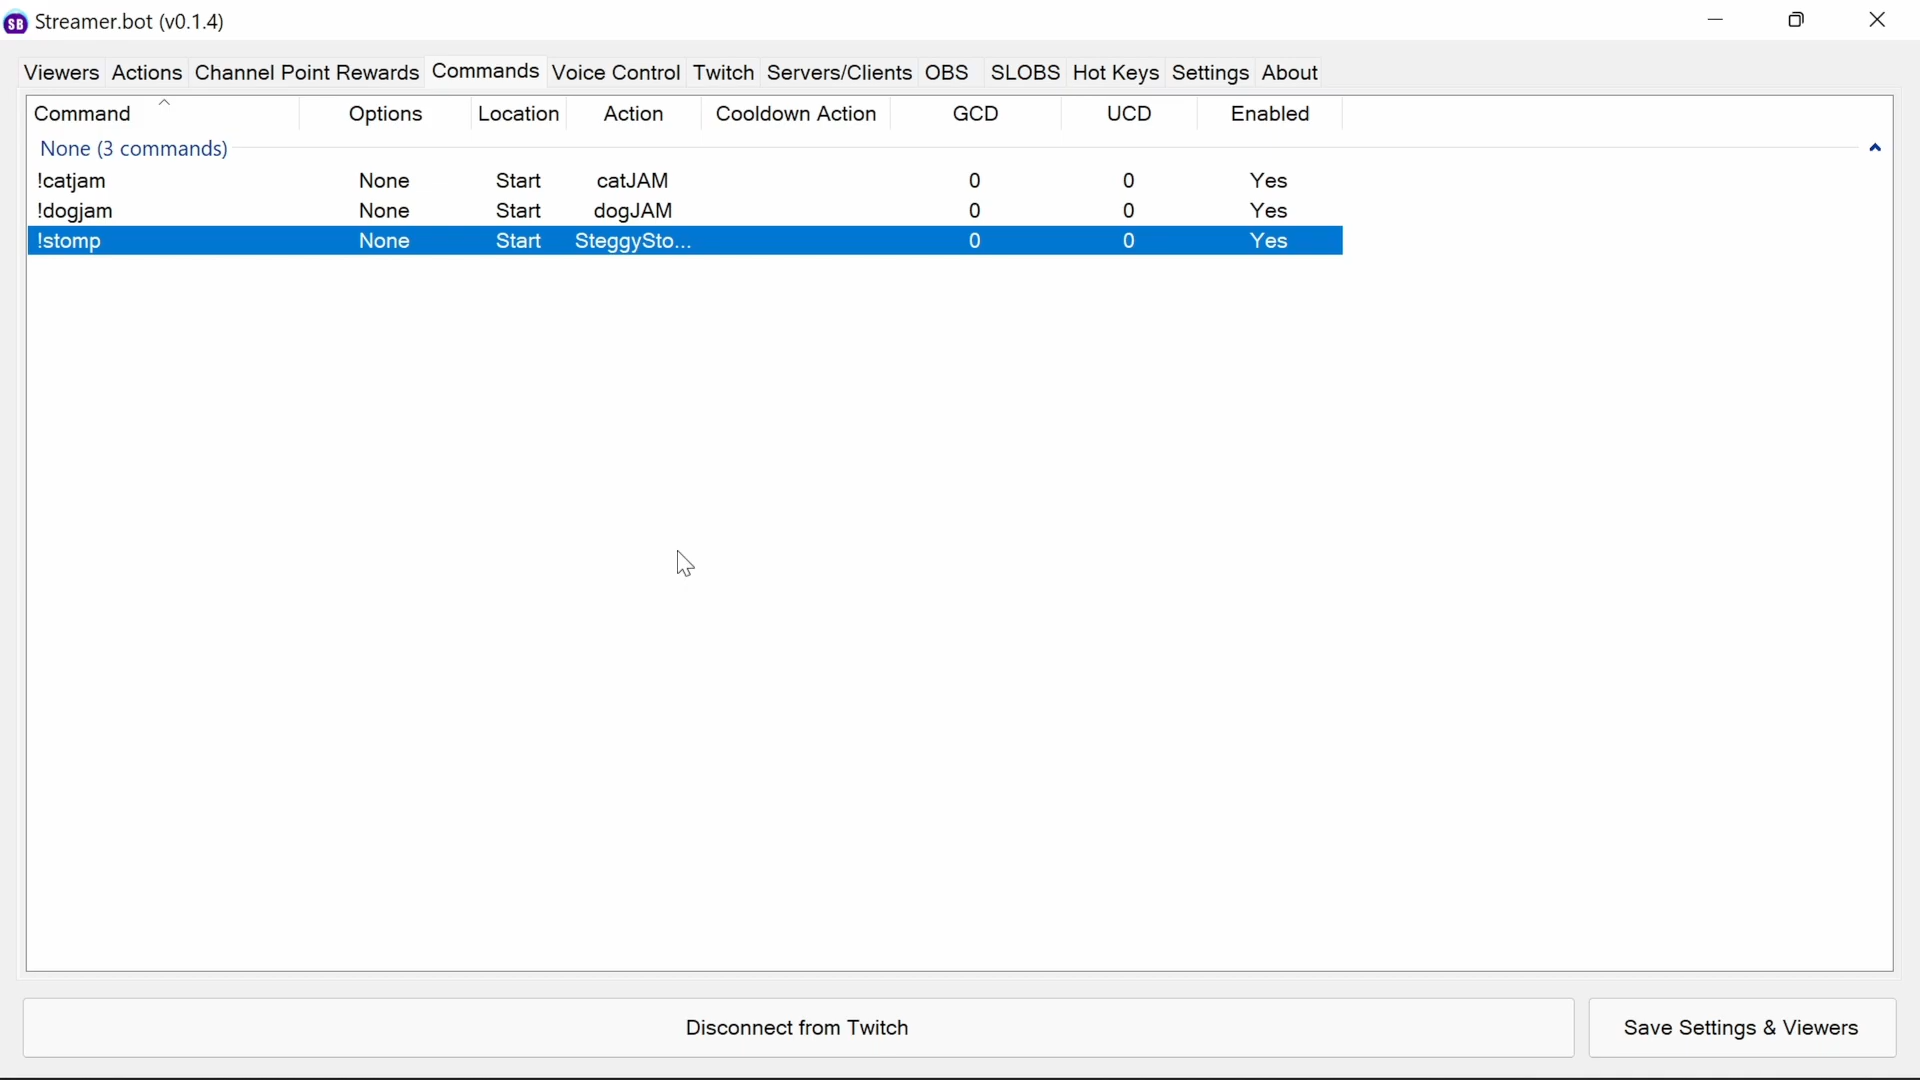 SB Streamer.bot (v0.1.4)
Viewers Actions Channel Point Rewards Commands Voice Control Twitch Servers/Clients OBS SLOBS Hot Keys Settings About
Command Options Location Action Cooldown Action GCD UCD Enabled
None (3 commands)
!catjam None Start catJAM 0 0 Yes
!dogjam None Start dogJAM 0 0 Yes
!stomp None Start SteggySto... 0 0 Yes
Disconnect from Twitch Save Settings & Viewers